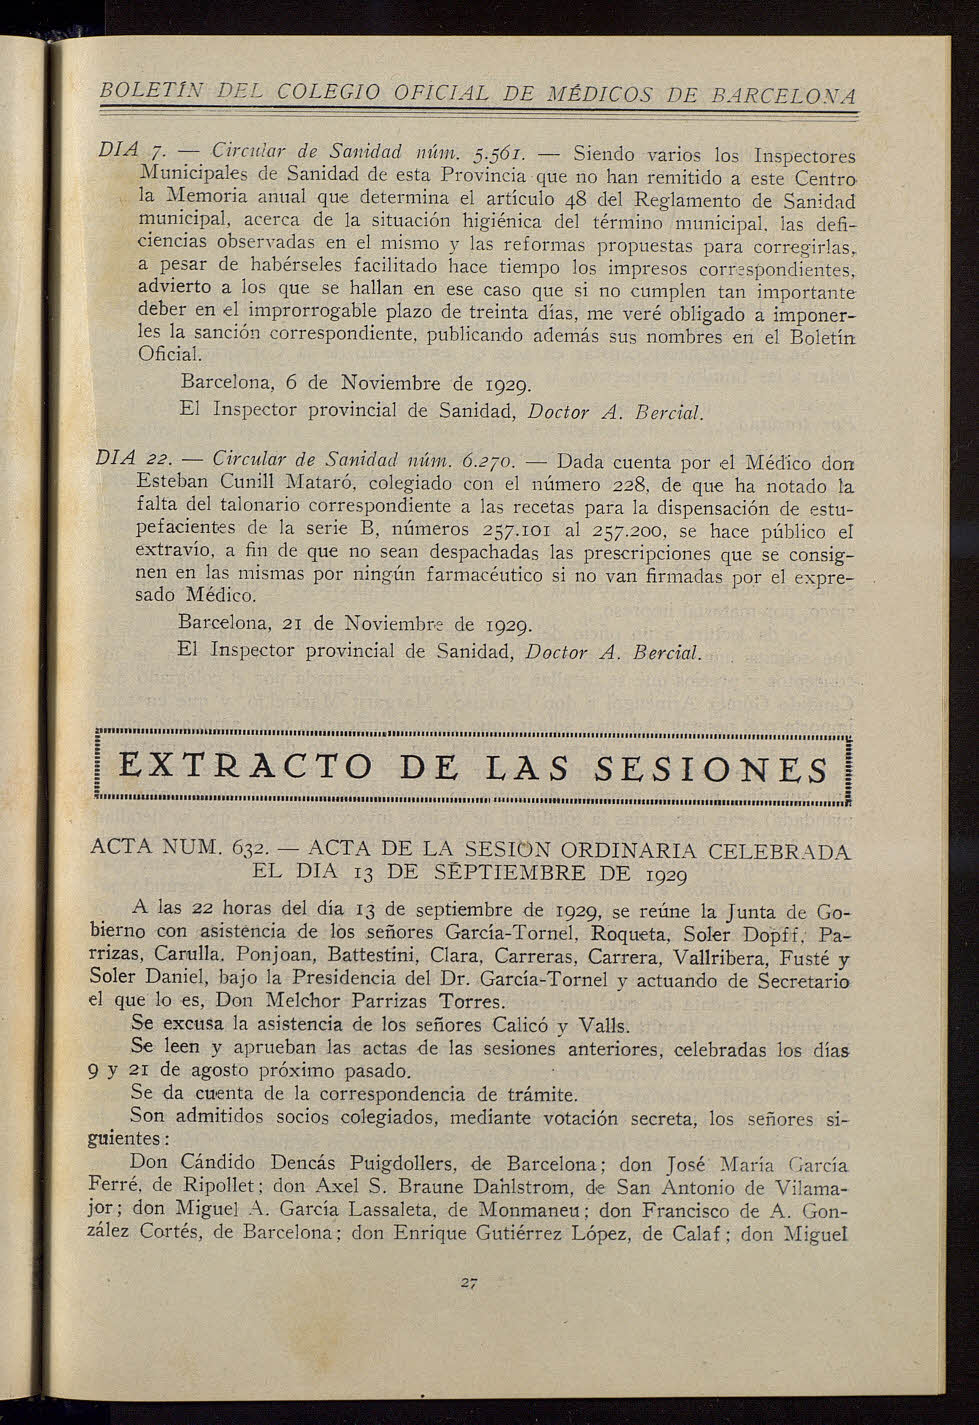 BOLETÍN DEL COLEGIO OFICIAL DE MÉDICOS DE BARCELONA
DIA 7. — Circular de Sanidad núm. 5.561. — Siendo varios los Inspectores
Municipales de Sanidad de esta Provincia que no han remitido a este Centro
la Memoria anual que determina el artículo 48 del Reglamento de Sanidad
municipal, acerca de la situación higiénica del término municipal, las defi-
ciencias observadas en el mismo y las reformas propuestas para corregirlas,
a pesar de habérseles facilitado hace tiempo los impresos correspondientes,
advierto a los que se hallan en ese caso que si no cumplen tan importante
deber en el improrrogable plazo de treinta días, me veré obligado a imponer-
les la sanción correspondiente, publicando además sus nombres en el Boletín
Oficial.
Barcelona, 6 de Noviembre de 1929.
El Inspector provincial de Sanidad, Doctor A. Bercial.
DIA 22. — Circular de Sanidad núm. 6.270. — Dada cuenta por el Médico don
Esteban Cunill Mataró, colegiado con el número 228, de que ha notado la
falta del talonario correspondiente a las recetas para la dispensación de estu-
pefacientes de la serie B, números 257.101 al 257.200, se hace público el
extravío, a fin de que no sean despachadas las prescripciones que se consig-
nen en las mismas por ningún farmacéutico si no van firmadas por el expre-
sado Médico.
Barcelona, 21 de Noviembre de 1929.
El Inspector provincial de Sanidad, Doctor A. Bercial.
EXTRACTO DE LAS SESIONES
ACTA NUM. 632. — ACTA DE LA SESION ORDINARIA CELEBRADA
EL DIA 13 DE SEPTIEMBRE DE 1929
A las 22 horas del día 13 de septiembre de 1929, se reúne la Junta de Go-
bierno con asistencia de los señores García-Tornel, Roqueta, Soler Dopff, Pa-
rrizas, Carulla, Ponjoan, Battestini, Clara, Carreras, Carrera, Vallribera, Fusté y
Soler Daniel, bajo la Presidencia del Dr. García-Tornel y actuando de Secretario
el que lo es, Don Melchor Parrizas Torres.
Se excusa la asistencia de los señores Calicó y Valls.
Se leen y aprueban las actas de las sesiones anteriores, celebradas los días
9 y 21 de agosto próximo pasado.
Se da cuenta de la correspondencia de trámite.
Son admitidos socios colegiados, mediante votación secreta, los señores si-
guientes:
Don Cándido Dencás Puigdollers, de Barcelona; don José María García
Ferré, de Ripollet; don Axel S. Braune Dahlstrom, de San Antonio de Vilama-
jor; don Miguel A. García Lassaleta, de Monmaneu; don Francisco de A. Gon-
zález Cortés, de Barcelona; don Enrique Gutiérrez López, de Calaf; don Miguel
27